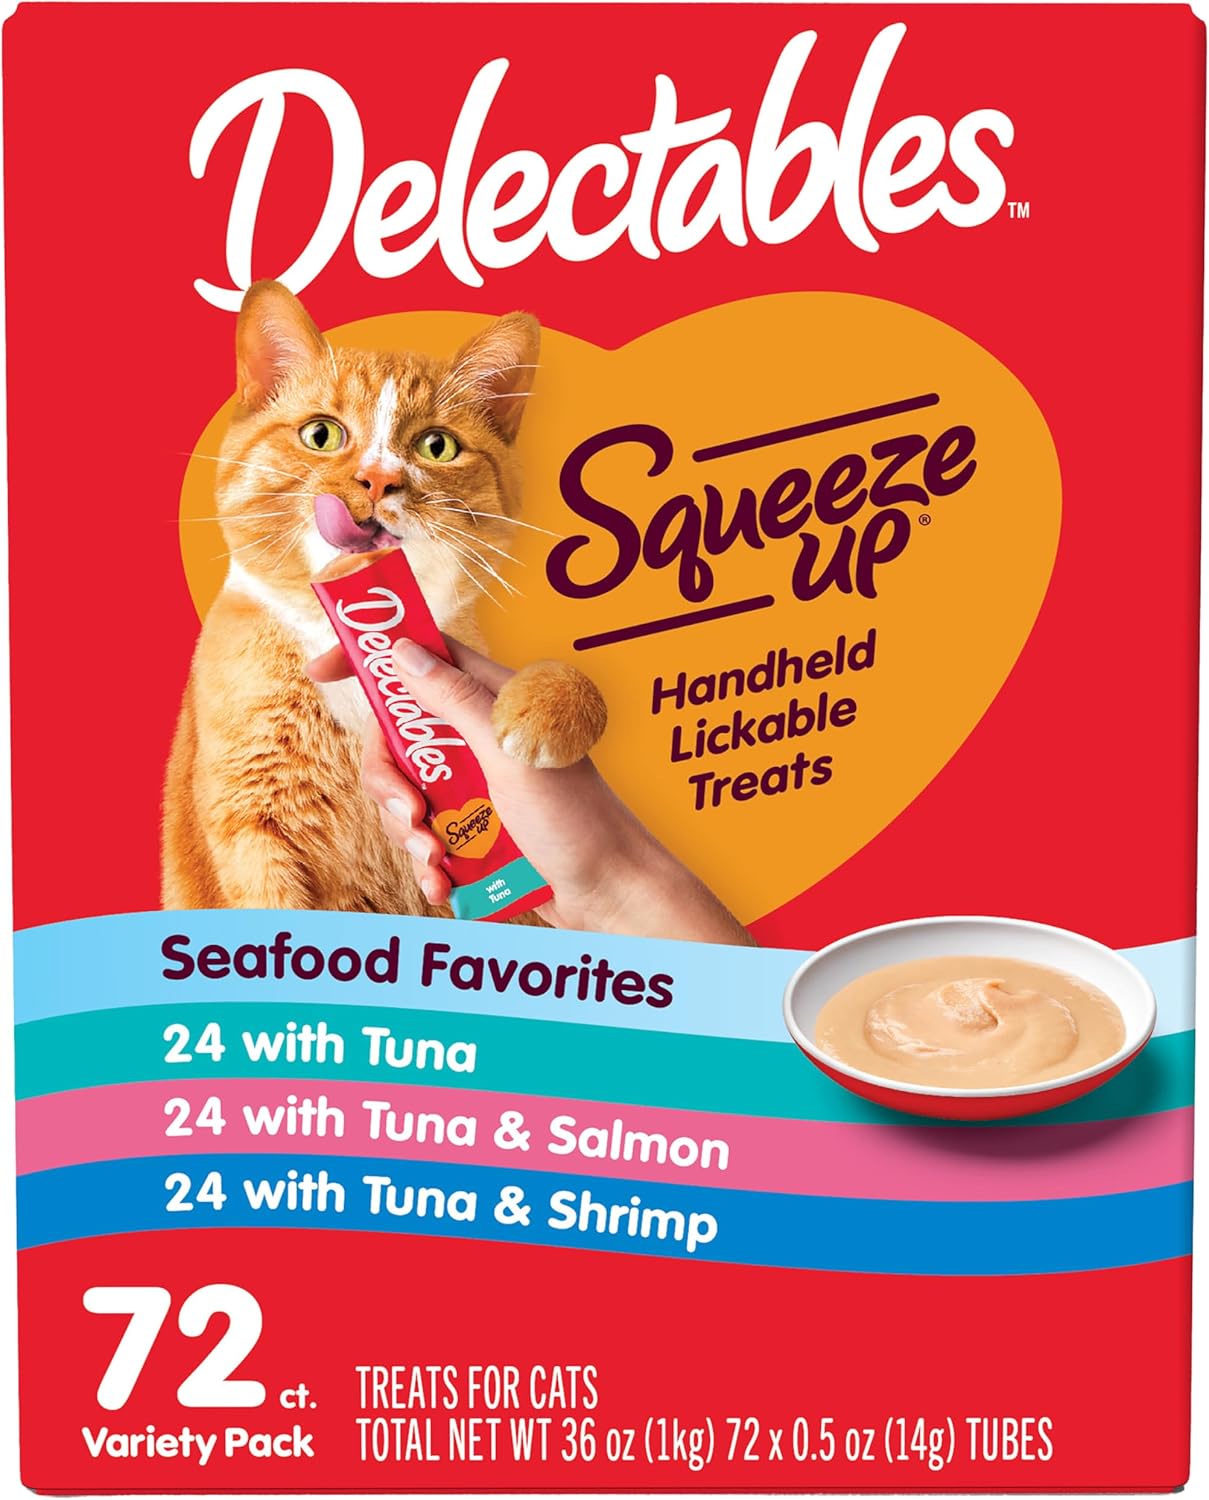 Delectables™
Squeeze
UP®
Handheld
Lickable
Treats
Delectables
Squeeze
UP
with
Tuna
Seafood Favorites
24 with Tuna
24 with Tuna & Salmon
24 with Tuna & Shrimp
72 ct.
Variety Pack
TREATS FOR CATS
TOTAL NET WT 36 oz (1kg) 72 x 0.5 oz (14g) TUBES